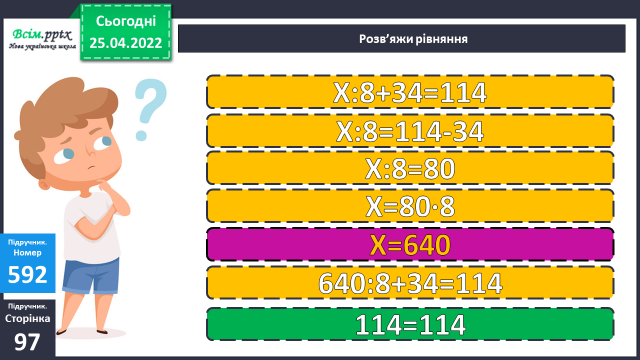 Всім.pptx
Нова українська школа
Сьогодні
25.04.2022
Розв’яжи рівняння
X:8+34=114
X:8=114-34
X:8=80
X=80·8
X=640
640:8+34=114
114=114
Підручник.
Номер
592
Підручник.
Сторінка
97